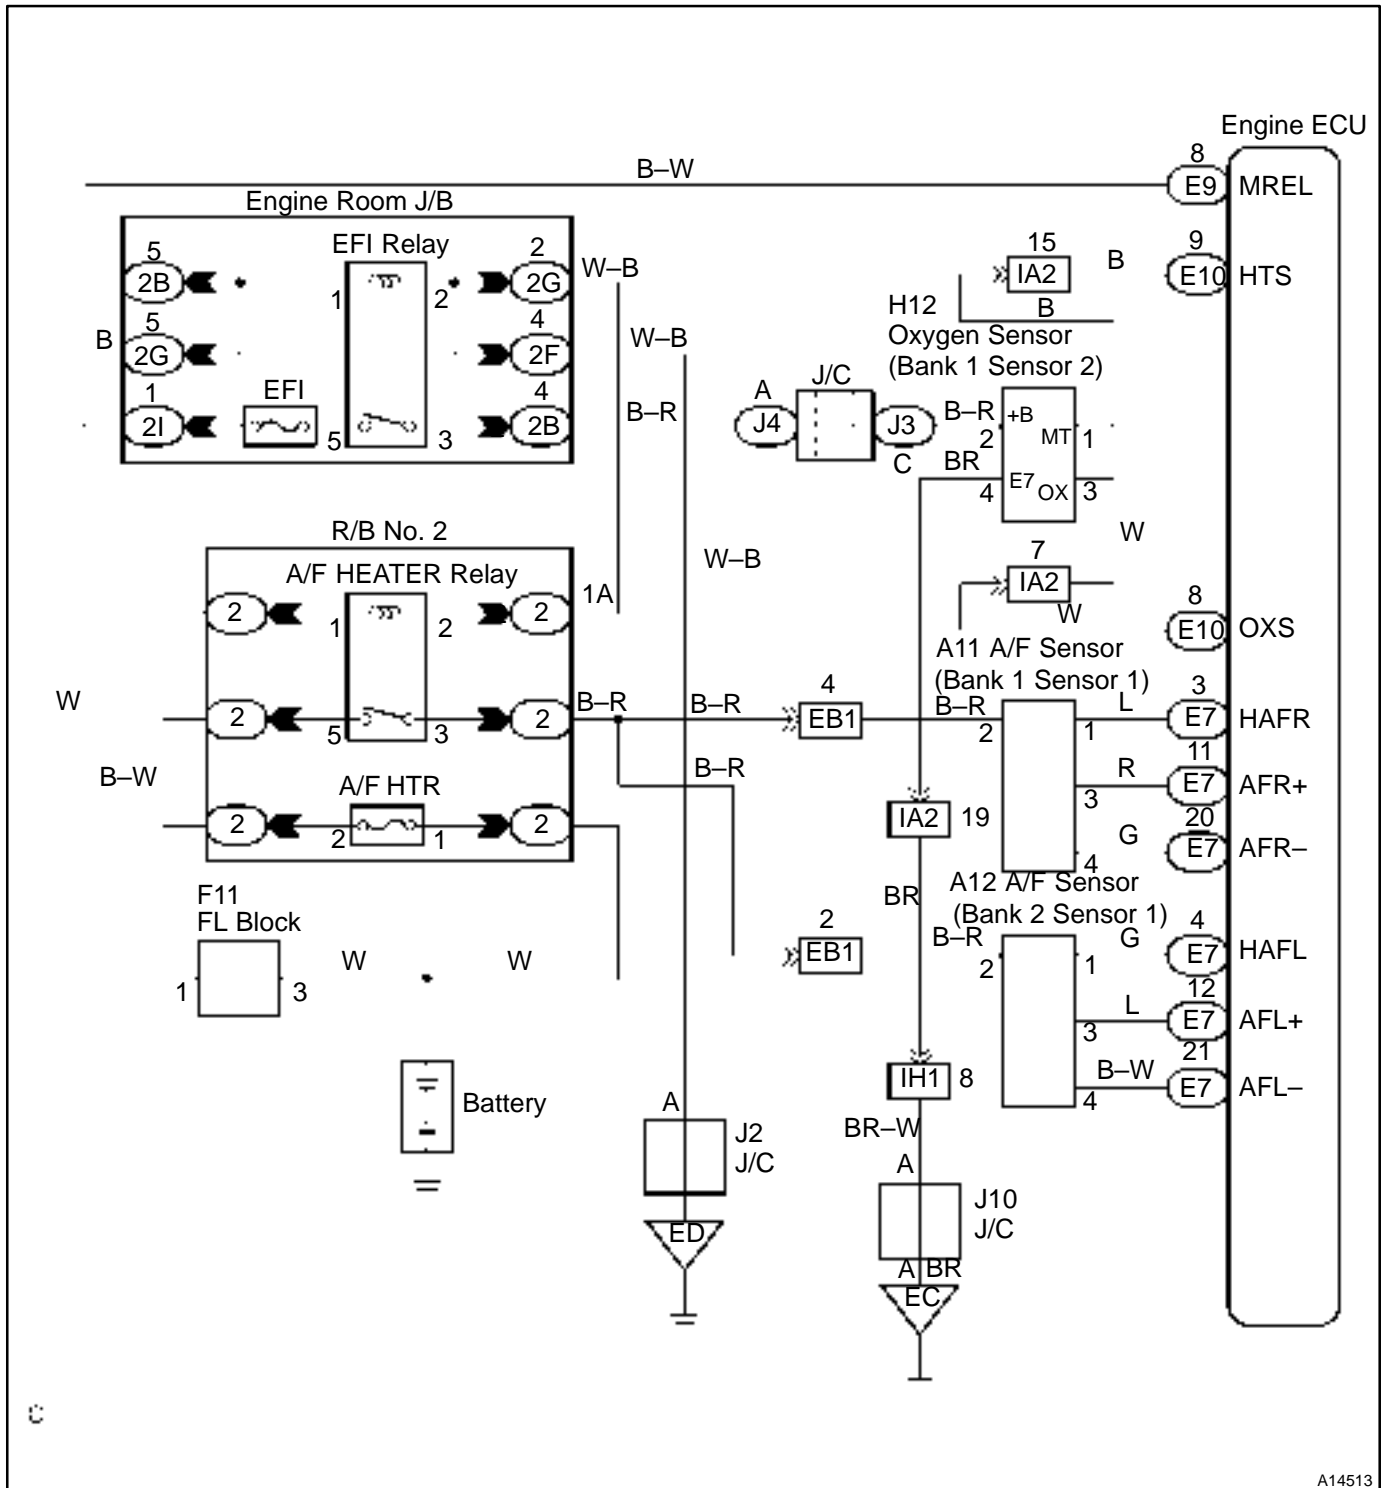 Engine ECU
8
B–W
E9 MREL
Engine Room J/B
EFI Relay
5
2
15
9
W–B
B
2B
1
2
2G
IA2
E10 HTS
B
H12
Oxygen Sensor
(Bank 1 Sensor 2)
5
4
W–B
B
2G
2F
J/C
1
EFI
4
A
B–R
B–R
+B
2I
5
3
2B
J4
J3
2
MT
1
C
BR
4
E7
OX
3
R/B No. 2
W
7
W–B
A/F HEATER Relay
1A
IA2
2
1
2
2
W
8
E10 OXS
A11 A/F Sensor
(Bank 1 Sensor 1)
W
4
3
B–R
B–R
B–R
L
2
5
3
2
EB1
2
1
E7 HAFR
11
B–W
B–R
R
A/F HTR
3
E7 AFR+
2
2
1
2
IA2 19
20
G
E7 AFR–
4
A12 A/F Sensor
(Bank 2 Sensor 1)
F11
FL Block
BR
2
4
B–R
G
W
W
EB1
2
1
E7 HAFL
1
3
12
L
3
E7 AFL+
21
B–W
IH1 8
4
E7 AFL–
Battery
A
BR–W
J2
J/C
A
J10
J/C
ED
A BR
EC
A14513